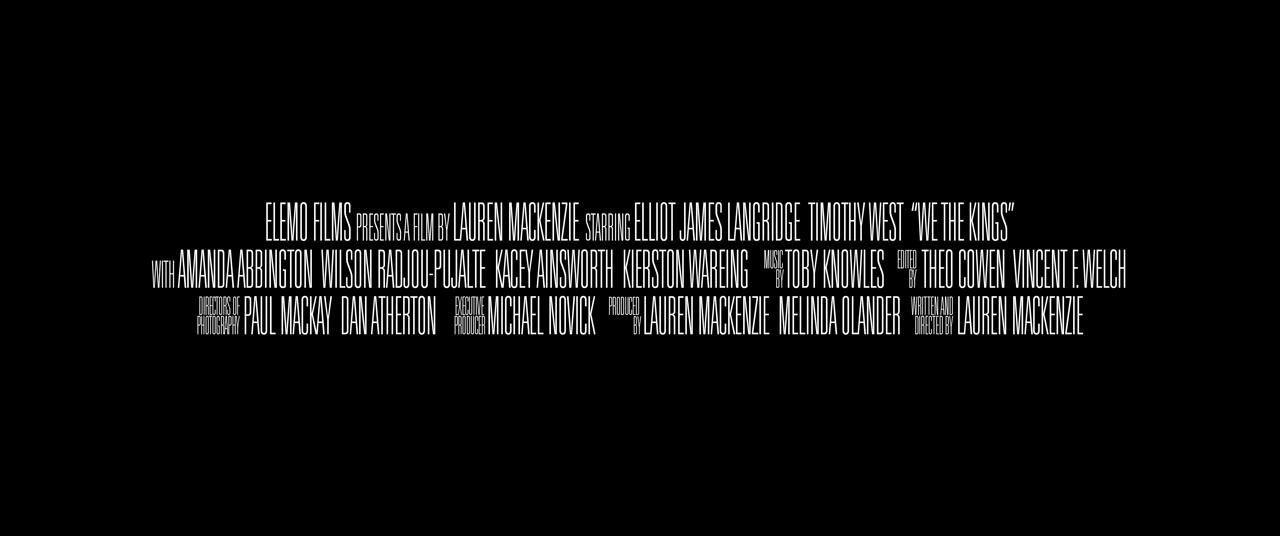 ELEMO FILMS PRESENTS A FILM BY LAUREN MACKENZIE STARRING ELLIOT JAMES LANGRIDGE TIMOTHY WEST “WE THE KINGS”
WITH AMANDA ABBINGTON WILSON RADJOU-PUJALTE KACEY AINSWORTH KIERSTON WAREING MUSIC BY TOBY KNOWLES EDITED BY THEO COWEN VINCENT F. WELCH
DIRECTORS OF PHOTOGRAPHY PAUL MACKAY DAN ATHERTON EXECUTIVE PRODUCER MICHAEL NOVICK PRODUCED BY LAUREN MACKENZIE MELINDA OLANDER WRITTEN AND DIRECTED BY LAUREN MACKENZIE